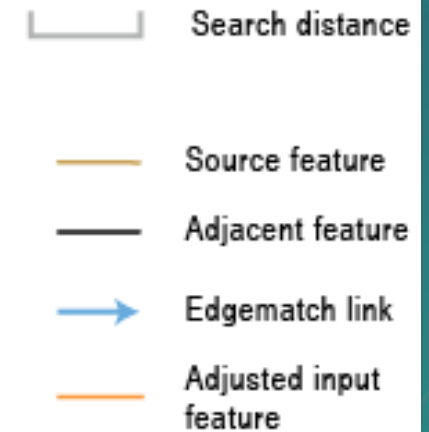 Search distance
Source feature
Adjacent feature
Edgematch link
Adjusted input
feature